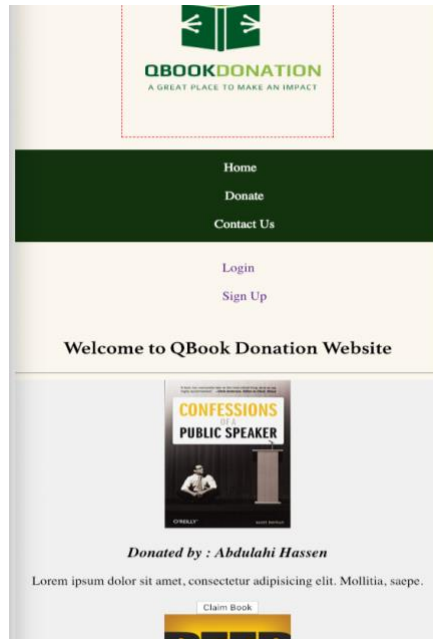 QBOOKDONATION
A GREAT PLACE TO MAKE AN IMPACT
Home
Donate
Contact Us
Login
Sign Up
Welcome to QBook Donation Website
CONFESSIONS
OF A
PUBLIC SPEAKER
O'REILLY
Donated by : Abdulahi Hassen
Lorem ipsum dolor sit amet, consectetur adipisicing elit. Mollitia, saepe.
Claim Book